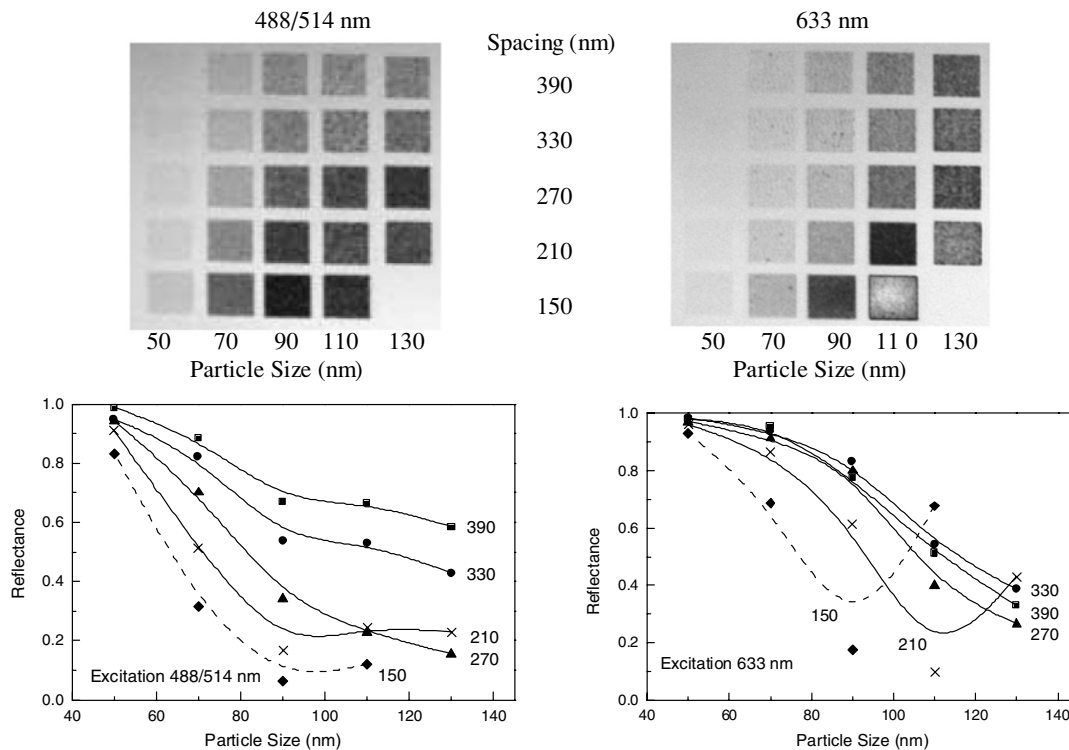 488/514 nm
Spacing (nm)
633 nm
390
330
270
210
150
50 70 90 110 130
Particle Size (nm)
50 70 90 11 0 130
Particle Size (nm)
1.0
0.8
0.6
0.4
0.2
0.0
Reflectance
390
330
210
270
150
Excitation 488/514 nm
40 60 80 100 120 140
Particle Size (nm)
1.0
0.8
0.6
0.4
0.2
0.0
Reflectance
330
390
270
150
210
Excitation 633 nm
40 60 80 100 120 140
Particle Size (nm)